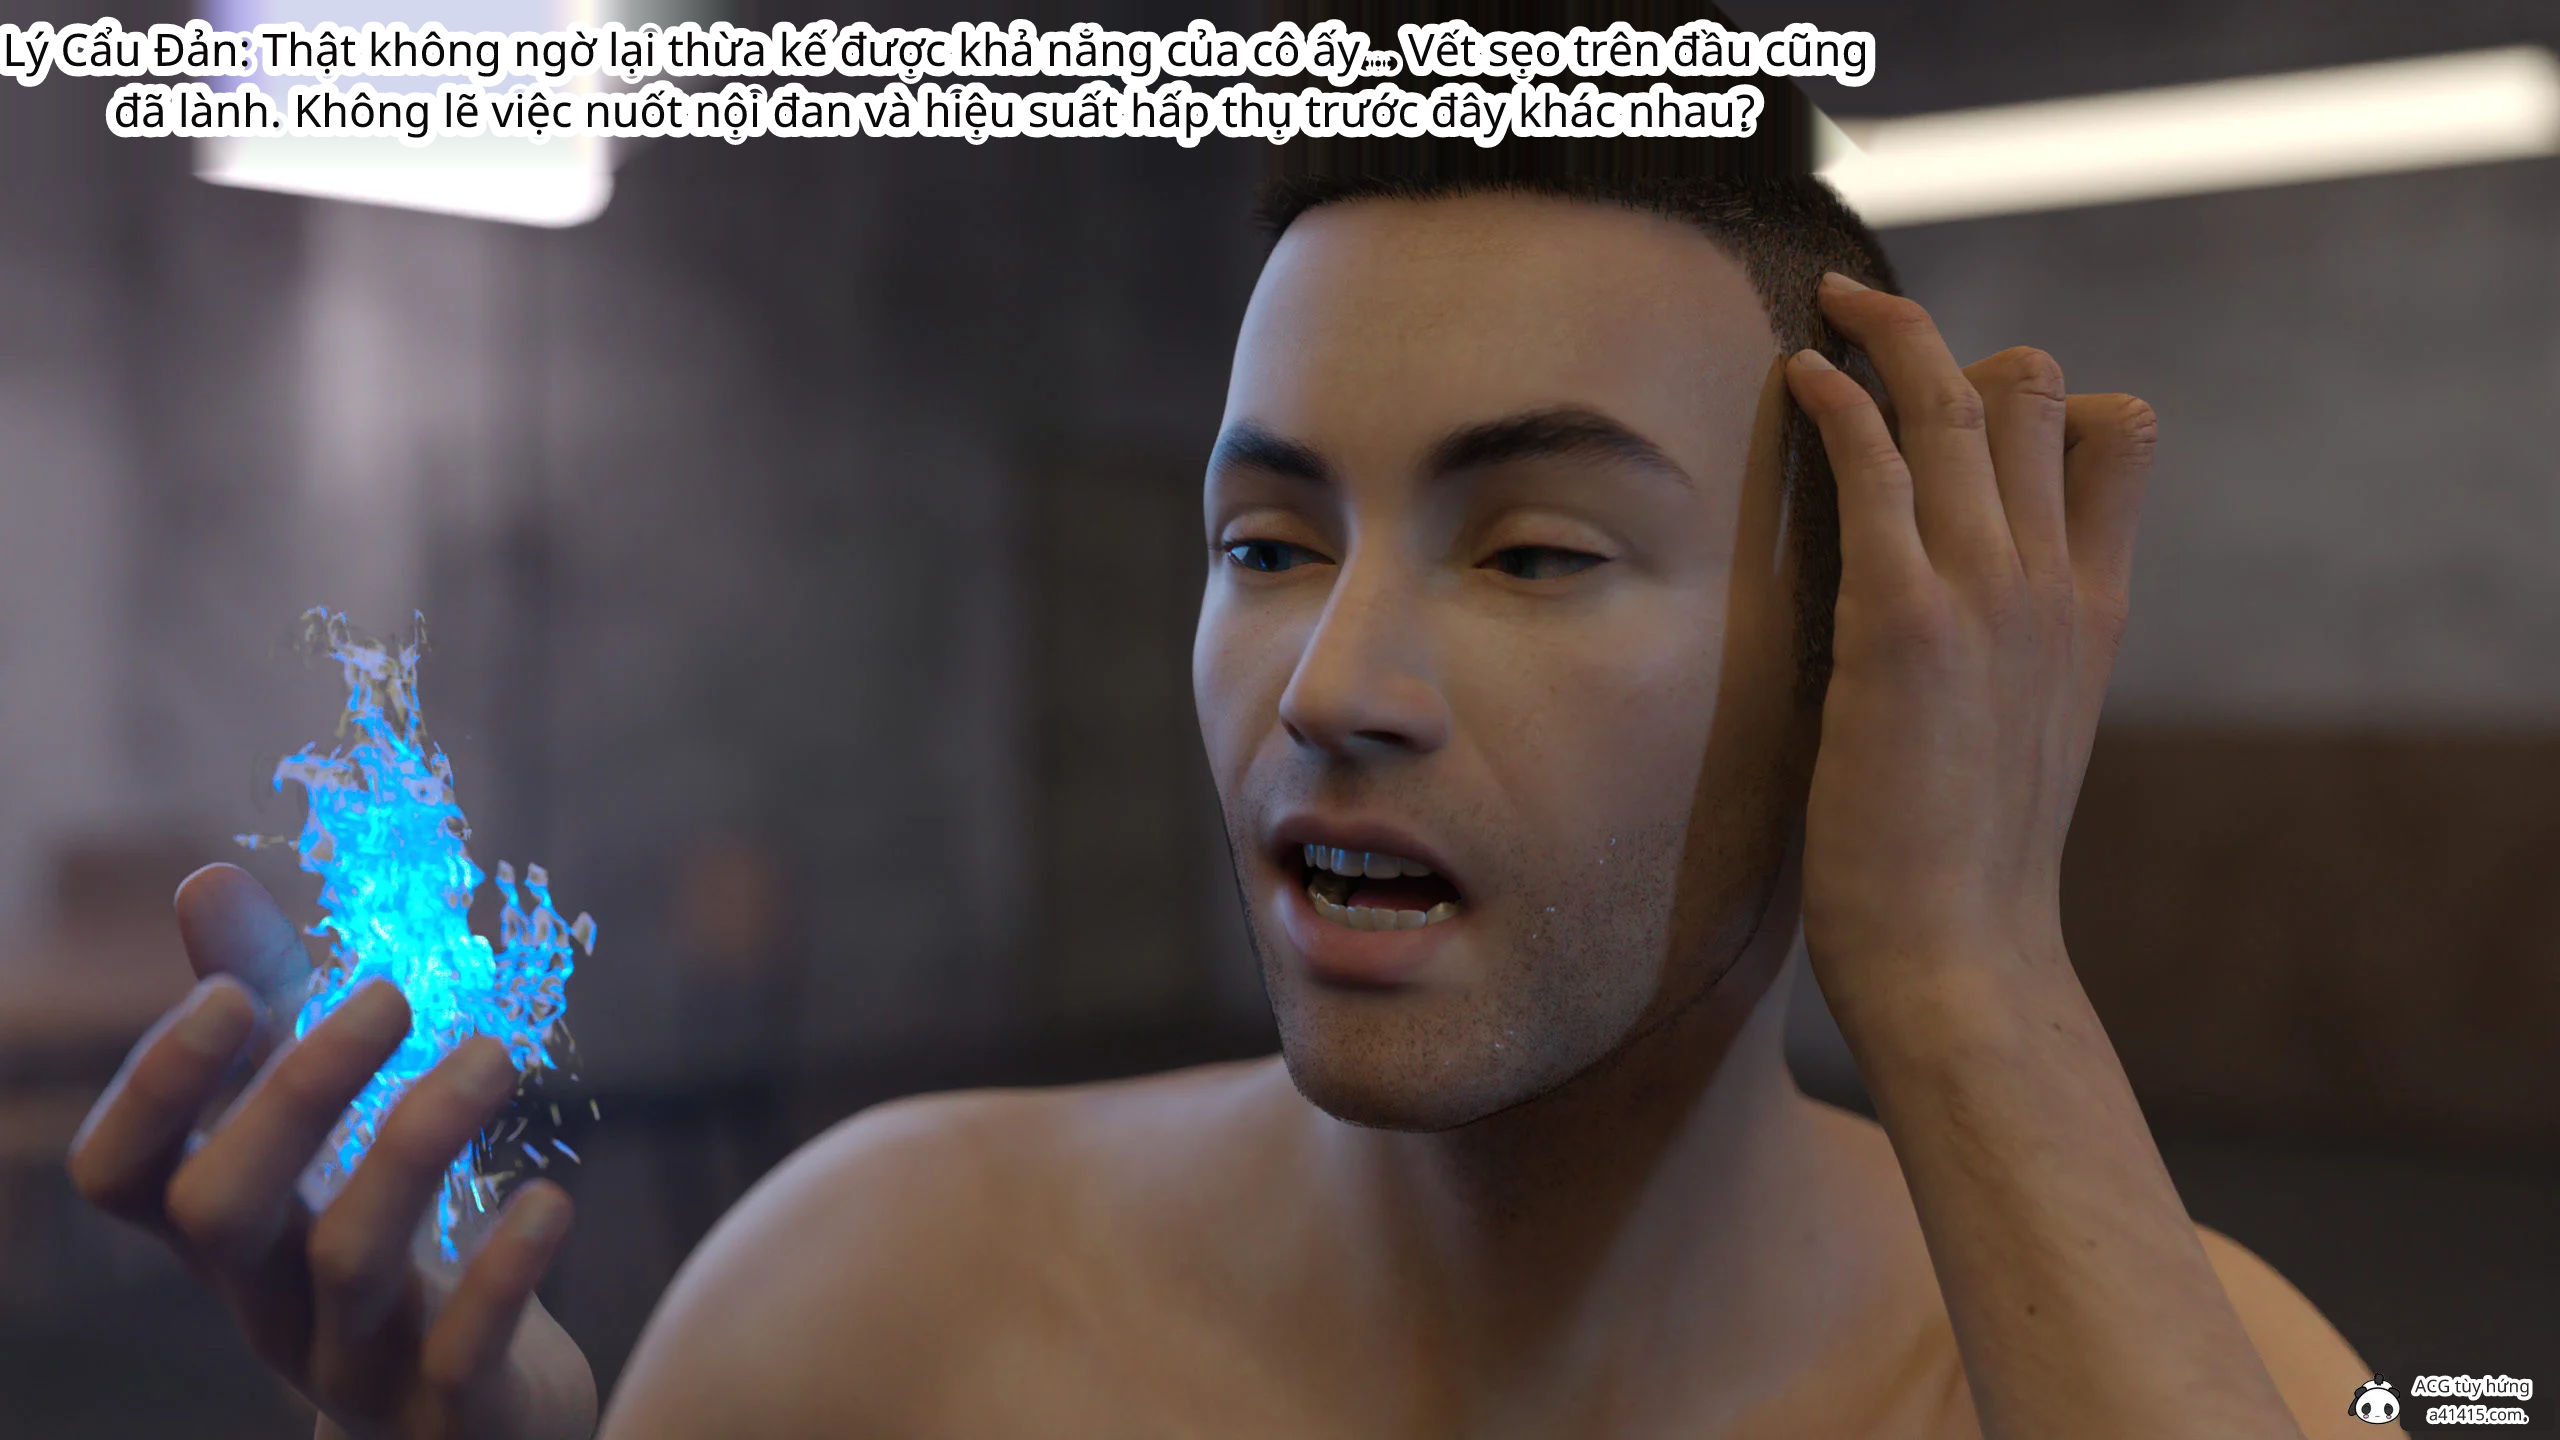 Lý Cẩu Đản: Thật không ngờ lại thừa kế được khả nẳng của cô ấy... Vết sẹo trên đầu cũng
đã lành. Không lẽ việc nuốt nội đan và hiệu suất hấp thụ trước đây khác nhau?
ACG tùy hứng
a41415.com.